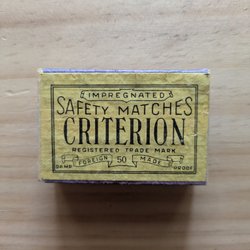 IMPREGNATED
SAFETY MATCHES
CRITERION
REGISTERED TRADE MARK
DAMP FOREIGN 50 MADE PROOF